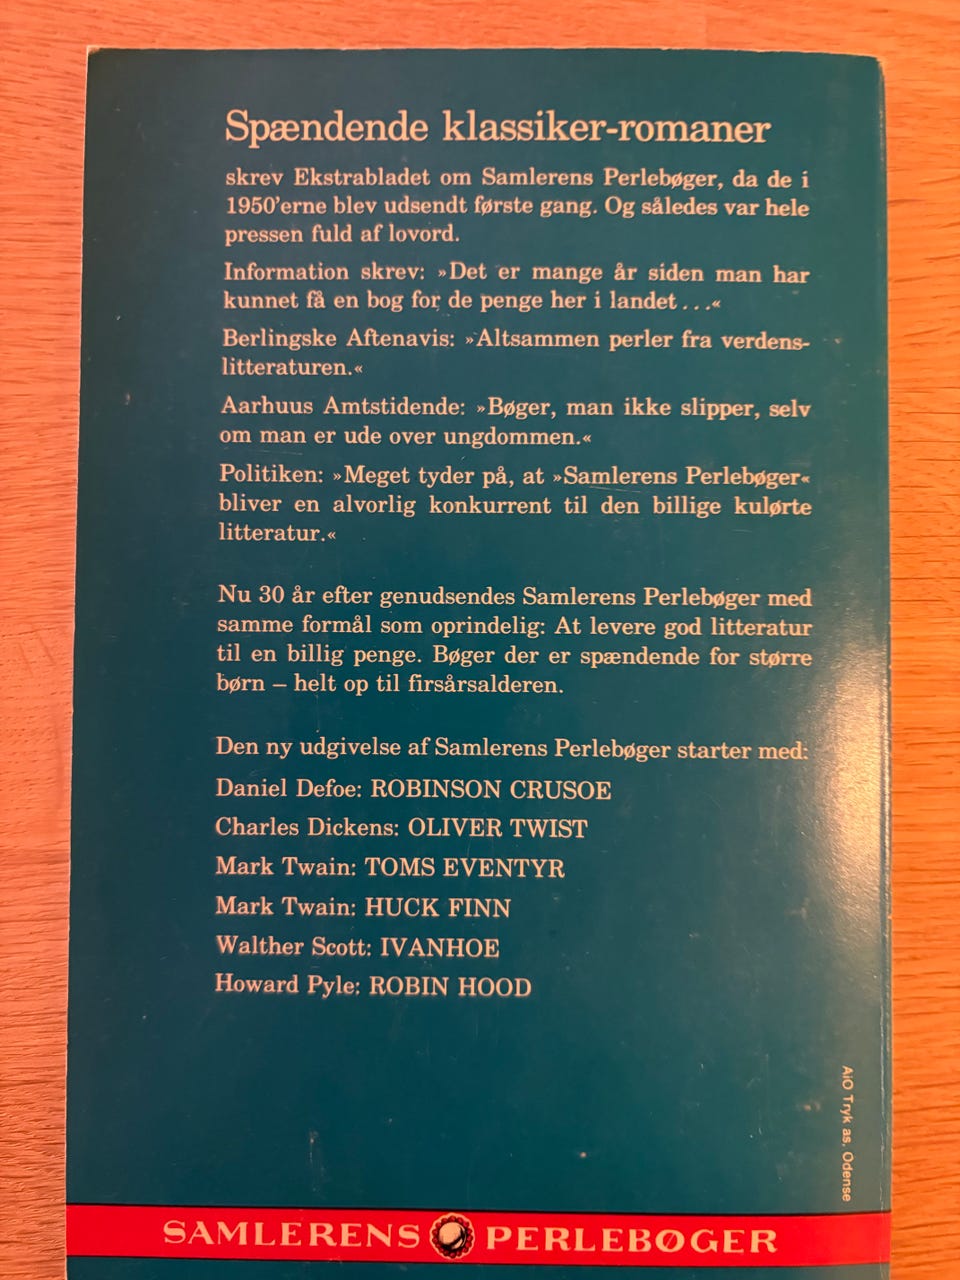 Spændende klassiker-romaner
skrev Ekstrabladet om Samlerens Perlebøger, da de i
1950'erne blev udsendt første gang. Og således var hele
pressen fuld af lovord.
Information skrev: »Det er mange år siden man har
kunnet få en bog for de penge her i landet...«
Berlingske Aftenavis: »Altsammen perler fra verdens-
litteraturen.«
Aarhuus Amtstidende: »Bøger, man ikke slipper, selv
om man er ude over ungdommen.«
Politiken: »Meget tyder på, at »Samlerens Perlebøger«
bliver en alvorlig konkurrent til den billige kulørte
litteratur.«
Nu 30 år efter genudsendes Samlerens Perlebøger med
samme formål som oprindelig: At levere god litteratur
til en billig penge. Bøger der er spændende for større
børn – helt op til firsårsalderen.
Den ny udgivelse af Samlerens Perlebøger starter med:
Daniel Defoe: ROBINSON CRUSOE
Charles Dickens: OLIVER TWIST
Mark Twain: TOMS EVENTYR
Mark Twain: HUCK FINN
Walther Scott: IVANHOE
Howard Pyle: ROBIN HOOD
AiO Tryk as, Odense
SAMLERENS PERLEBØGER